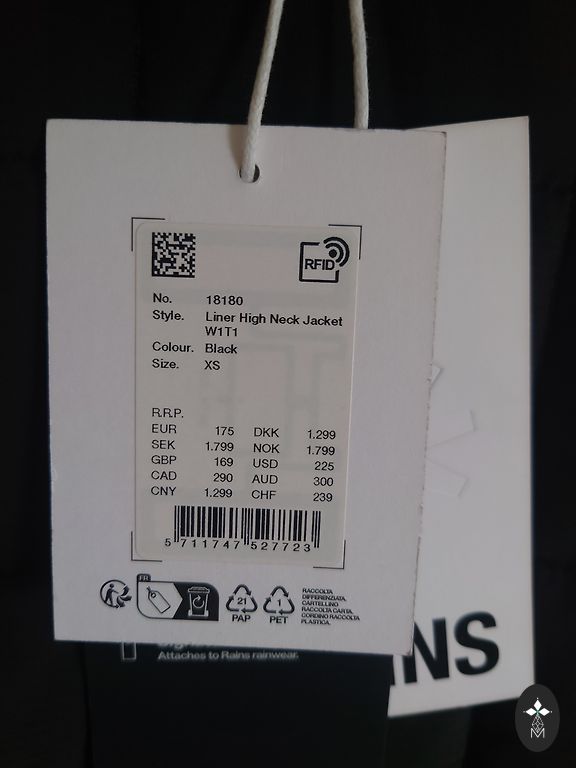 RFID
No. 18180
Style. Liner High Neck Jacket
W1T1
Colour. Black
Size. XS
R.R.P.
EUR 175 DKK 1.299
SEK 1.799 NOK 1.799
GBP 169 USD 225
CAD 290 AUD 300
CNY 1.299 CHF 239
5 711747 527723
FR
21
PAP
1
PET
RACCOLTA
DIFFERENZIATA.
CARTELLINO
RACCOLTA CARTA.
CORDINO RACCOLTA
PLASTICA.
Attaches to Rains rainwear.
INS
M